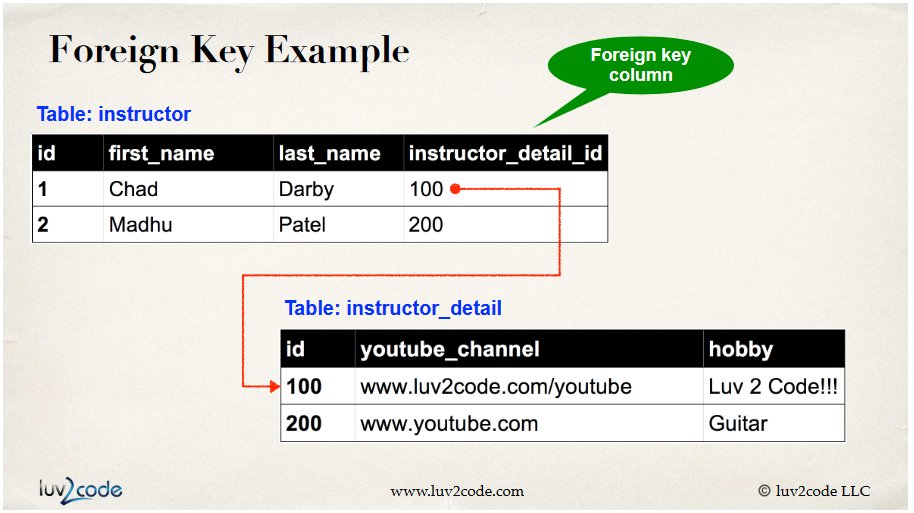 Foreign Key Example
Foreign key
column
Table: instructor
id first_name last_name instructor_detail_id
1 Chad Darby 100
2 Madhu Patel 200
Table: instructor_detail
id youtube_channel hobby
100 www.luv2code.com/youtube Luv 2 Code!!!
200 www.youtube.com Guitar
luv2code www.luv2code.com © luv2code LLC